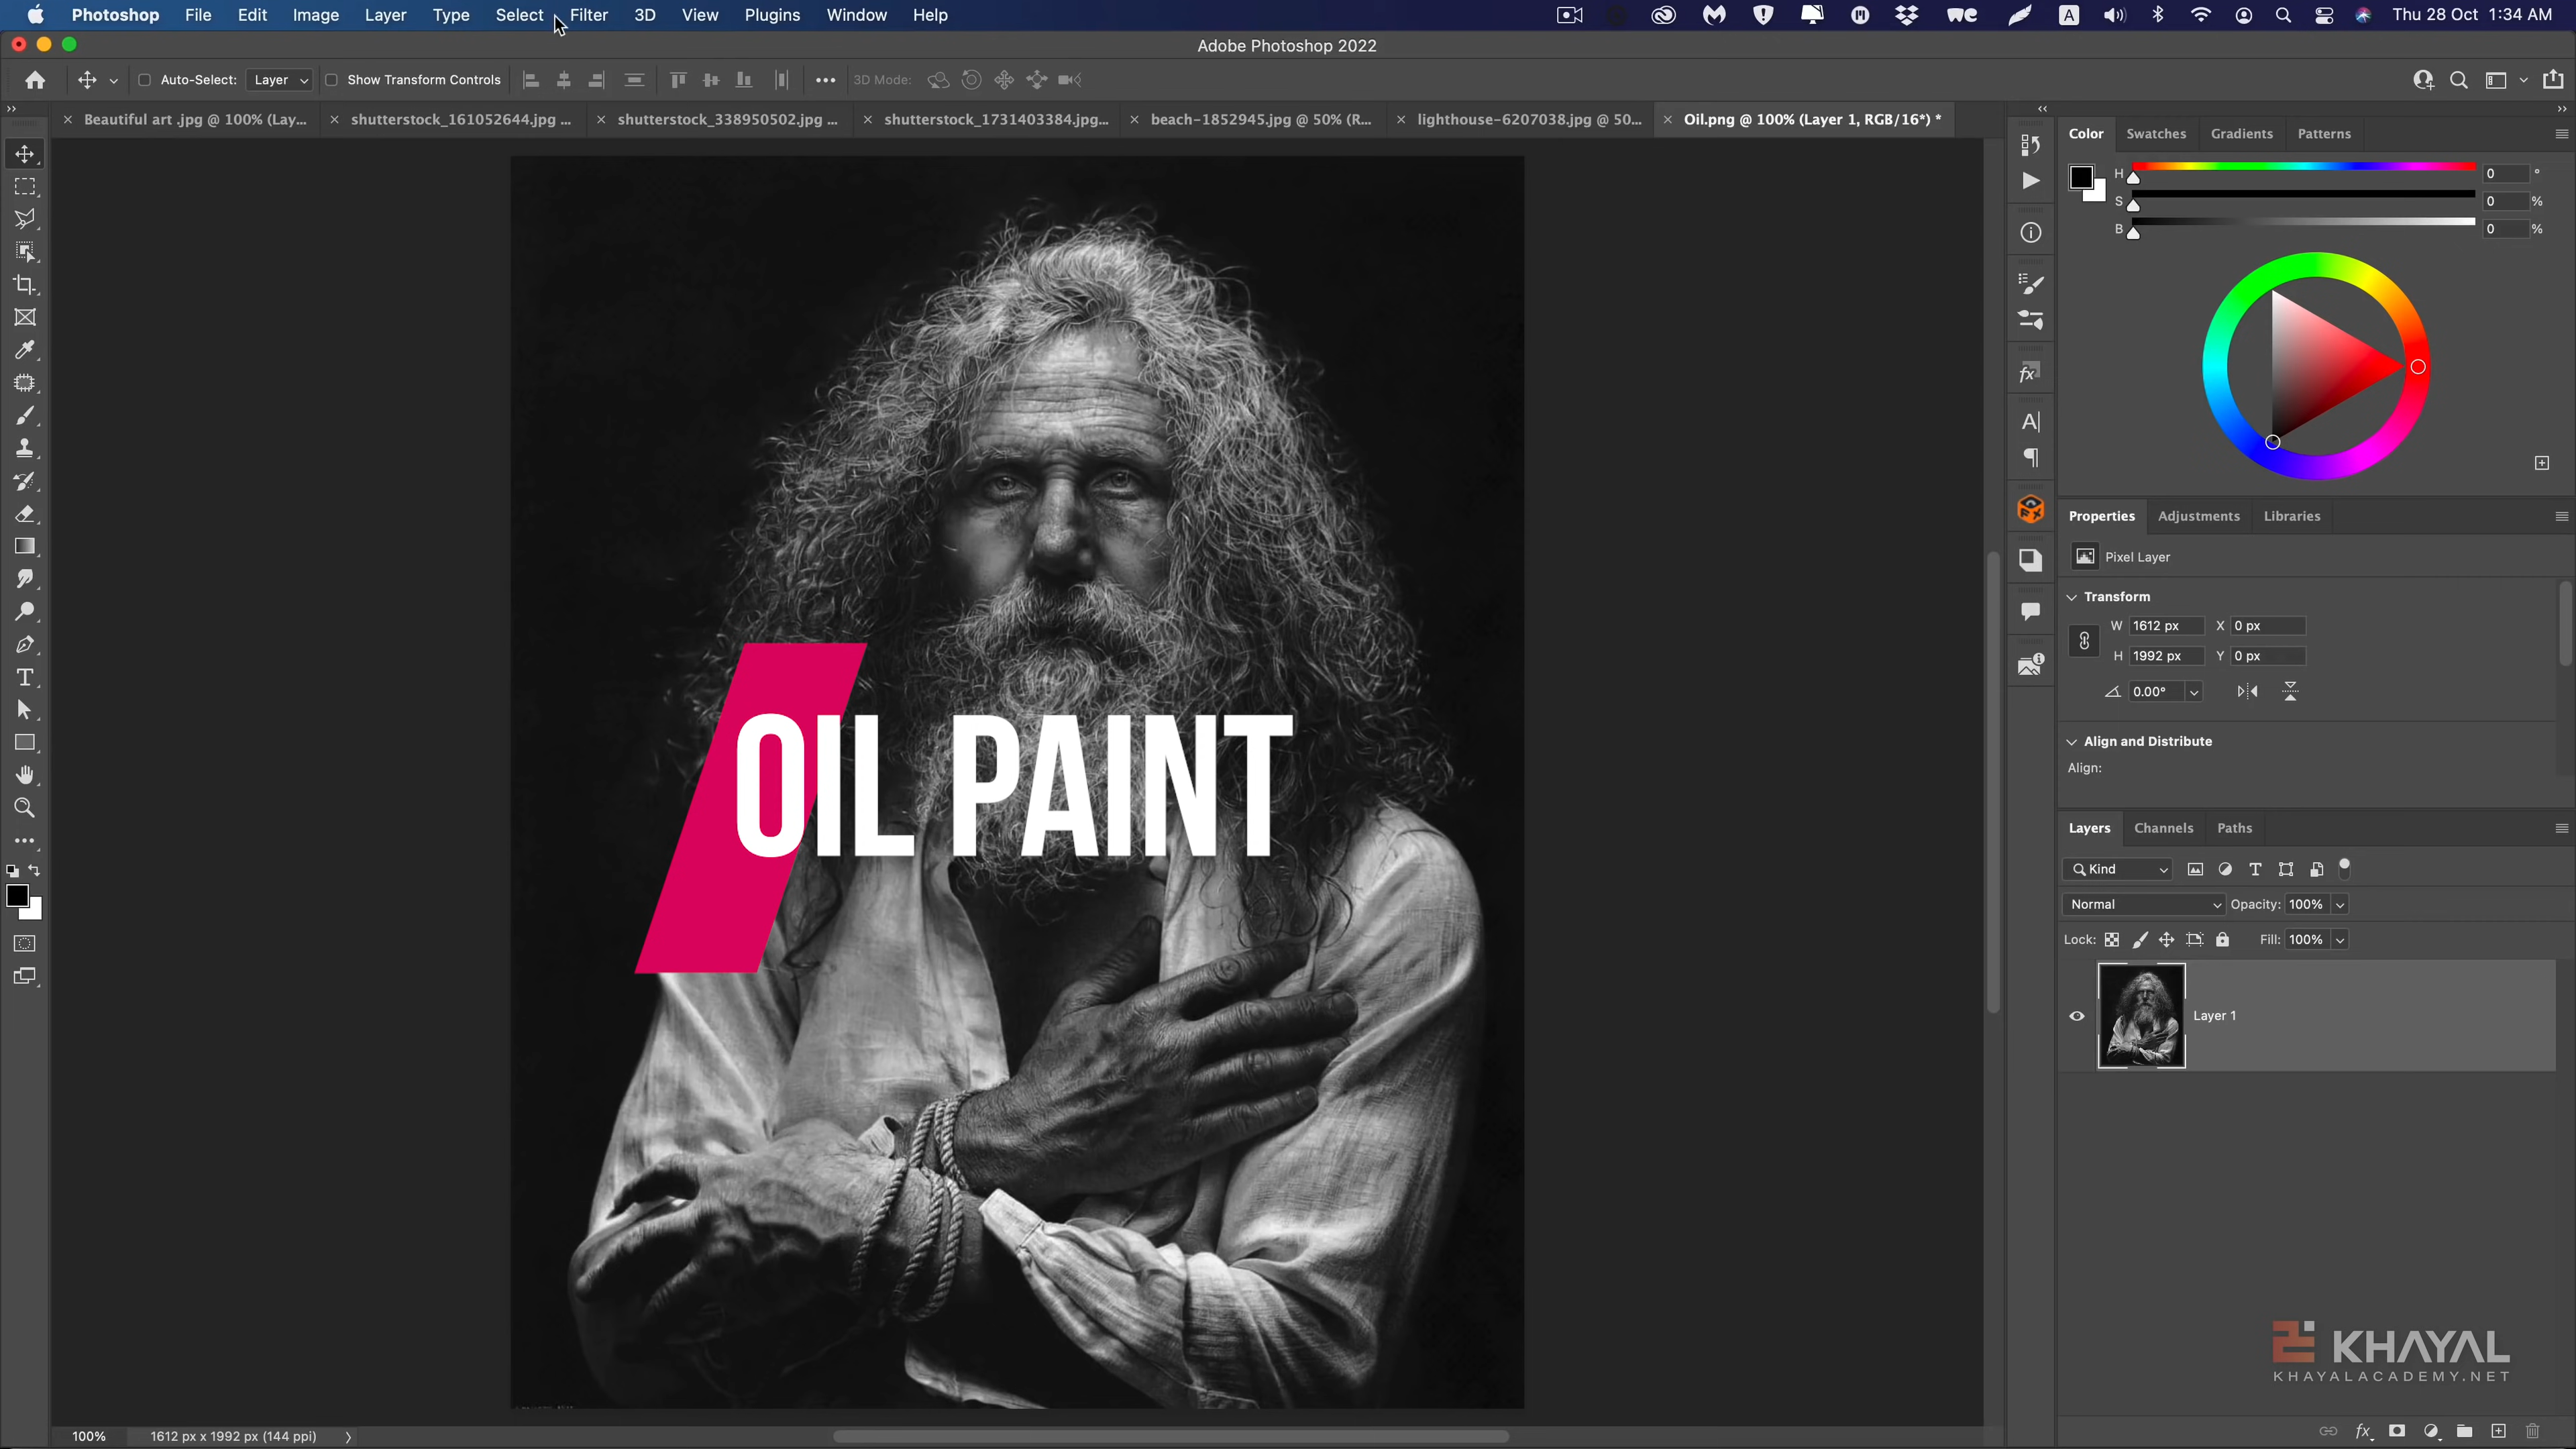 Photoshop File Edit Image Layer Type Select Filter 3D View Plugins Window Help A Thu 28 Oct 1:34 AM
Adobe Photoshop 2022
Auto-Select: Layer Show Transform Controls 3D Mode:
Beautiful art .jpg @ 100% (Lay... shutterstock_161052644.jpg ... shutterstock_338950502.jpg ... shutterstock_1731403384.jpg... beach-1852945.jpg @ 50% (R... lighthouse-6207038.jpg @ 50... Oil.png @ 100% (Layer 1, RGB/16*) *
Color Swatches Gradients Patterns
H 0 °
S 0 %
B 0 %
Properties Adjustments Libraries
Pixel Layer
Transform
W 1612 px X 0 px
H 1992 px Y 0 px
0.00°
Align and Distribute
Align:
OIL PAINT
Layers Channels Paths
Kind
Normal Opacity: 100%
Lock: Fill: 100%
Layer 1
KHAYAL
KHAYALACADEMY.NET
100% 1612 px x 1992 px (144 ppi)